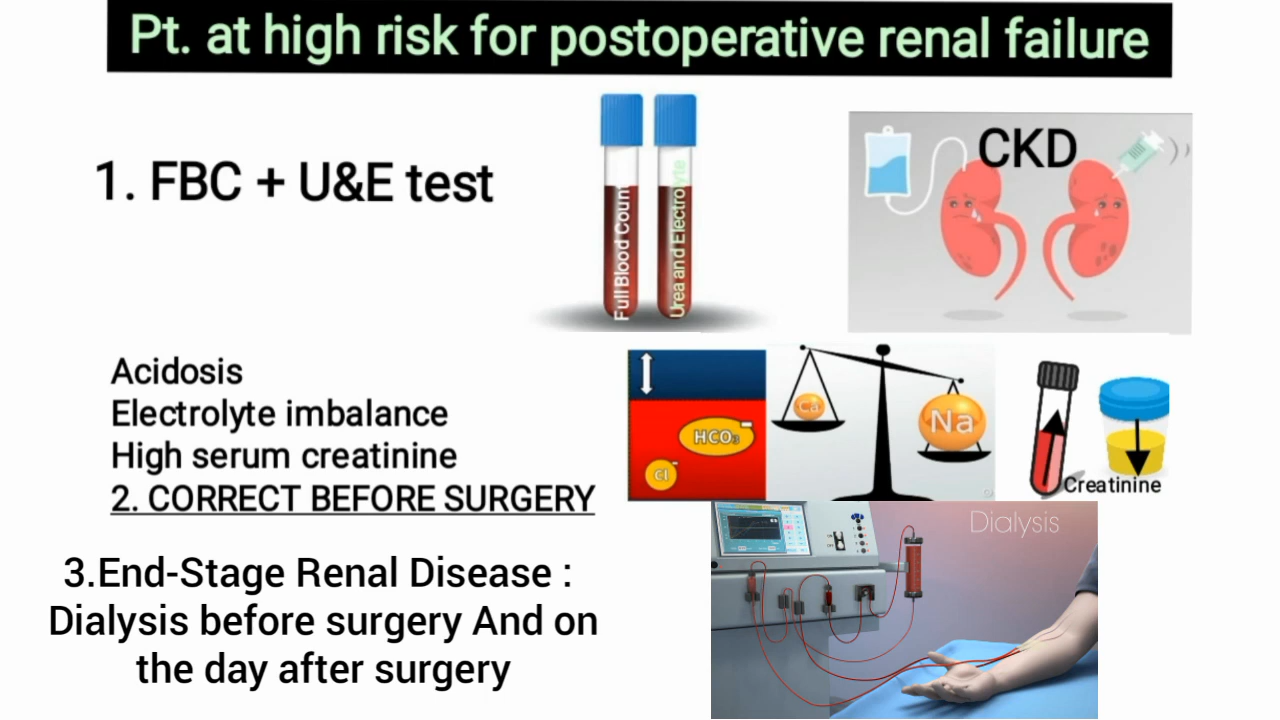 Pt. at high risk for postoperative renal failure
1. FBC + U&E test
Full Blood Count
Urea and Electrolyte
CKD
Acidosis
Electrolyte imbalance
High serum creatinine
2. CORRECT BEFORE SURGERY
HCO₃⁻
Cl⁻
Ca
Na
Creatinine
3.End-Stage Renal Disease :
Dialysis before surgery And on
the day after surgery
Dialysis